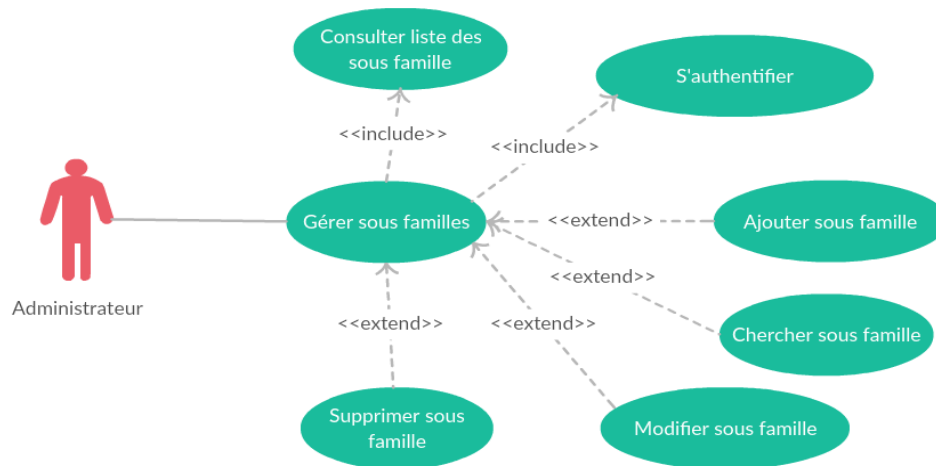 Consulter liste des
sous famille
S'authentifier
<<include>>
<<include>>
Gérer sous familles
<<extend>>
Ajouter sous famille
Administrateur
<<extend>>
<<extend>>
<<extend>>
Chercher sous famille
Supprimer sous
famille
Modifier sous famille